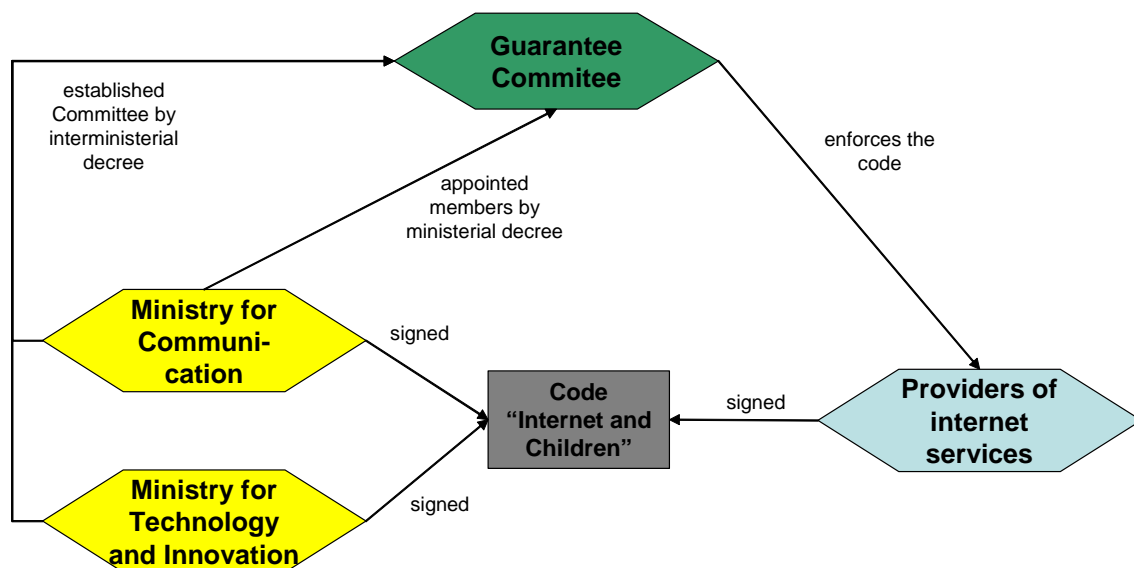 Guarantee
Commitee
established
Committee by
interministerial
decree
enforces the
code
appointed
members by
ministerial decree
Ministry for
Communi-
cation
signed
Code
“Internet and
Children”
signed
Providers of
internet
services
Ministry for
Technology
and Innovation
signed